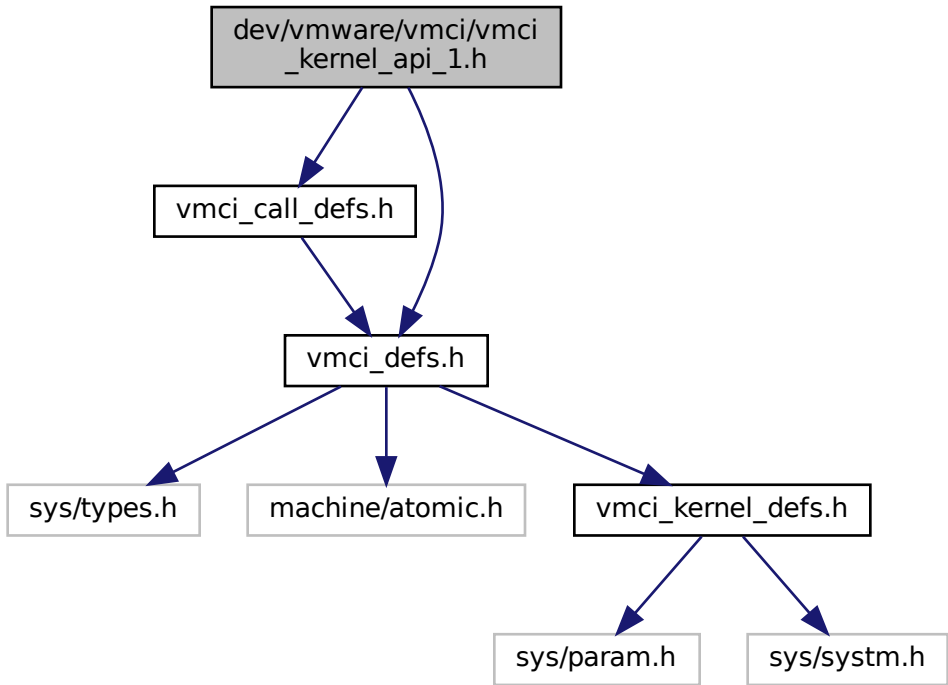 dev/vmware/vmci/vmci
_kernel_api_1.h
vmci_call_defs.h
vmci_defs.h
sys/types.h
machine/atomic.h
vmci_kernel_defs.h
sys/param.h
sys/systm.h